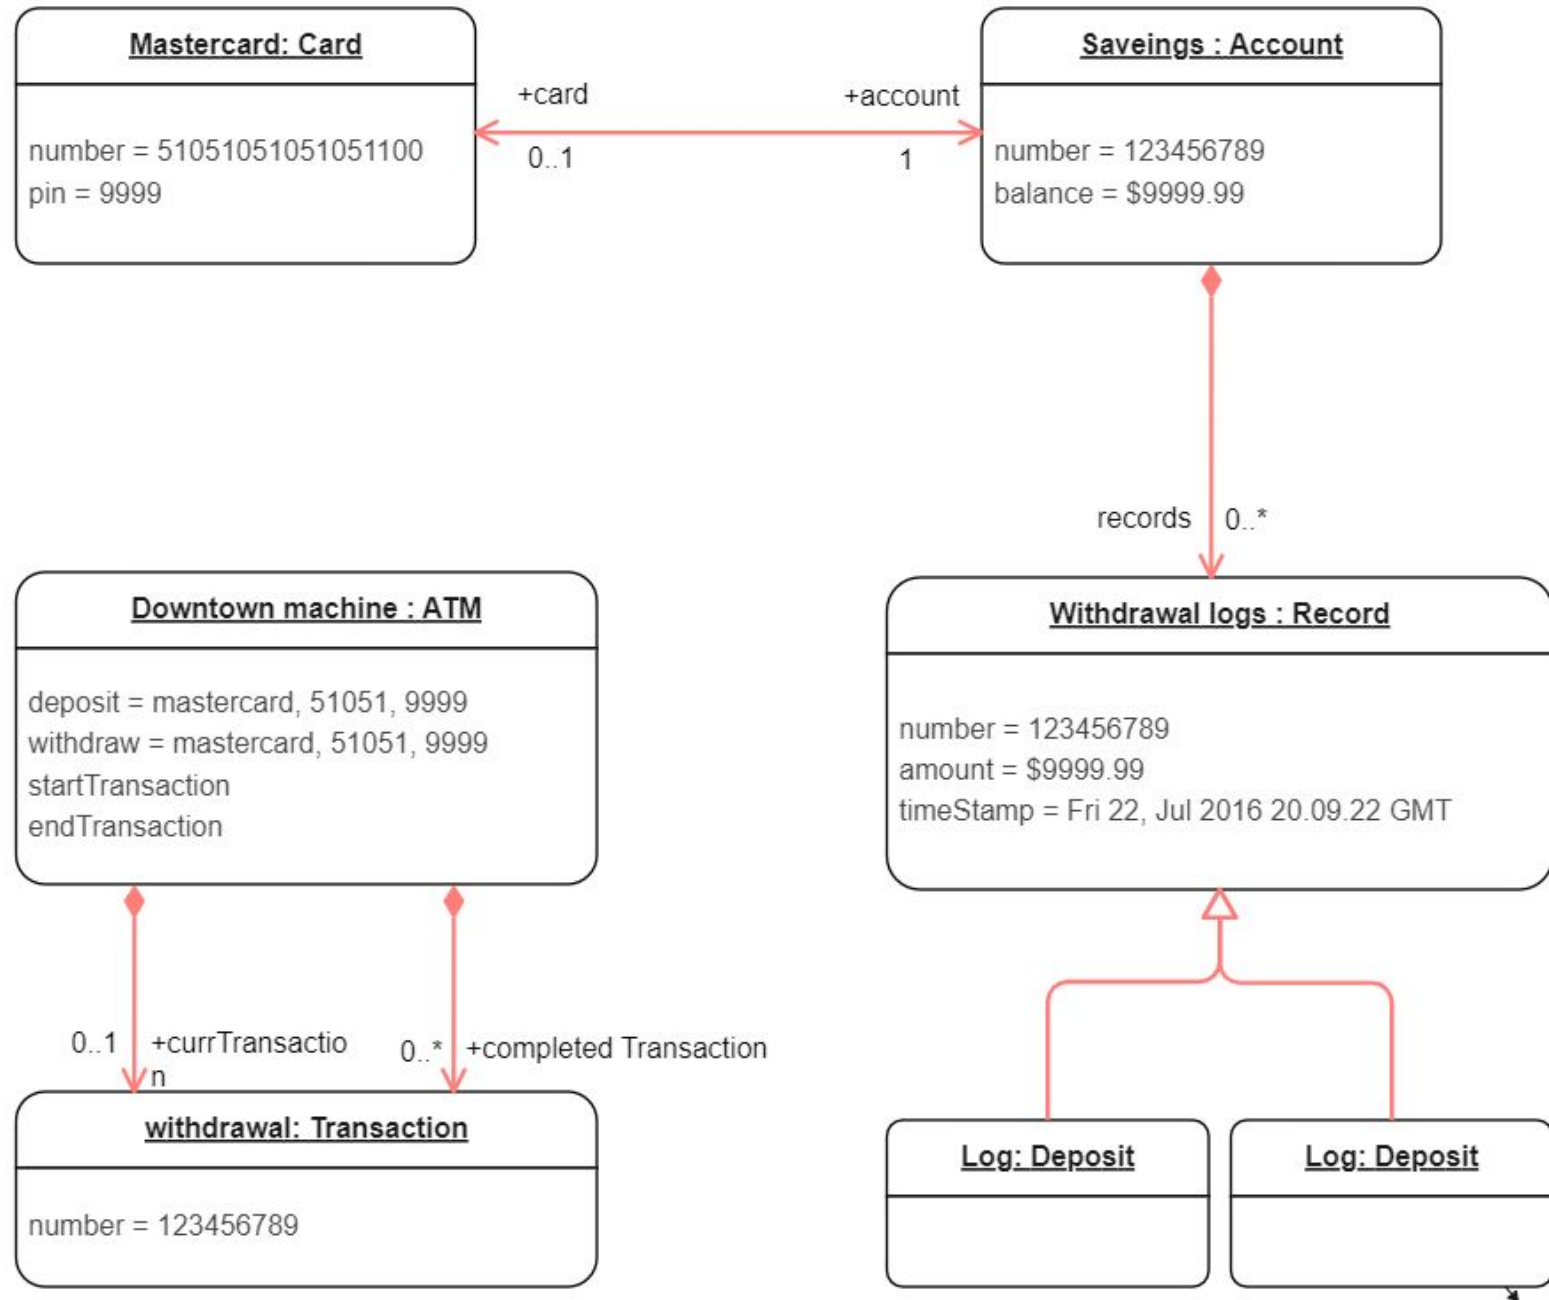 Mastercard: Card
number = 51051051051051100
pin = 9999
+card
0..1
+account
1
Saveings : Account
number = 123456789
balance = $9999.99
records
0..*
Downtown machine : ATM
deposit = mastercard, 51051, 9999
withdraw = mastercard, 51051, 9999
startTransaction
endTransaction
Withdrawal logs : Record
number = 123456789
amount = $9999.99
timeStamp = Fri 22, Jul 2016 20.09.22 GMT
0..1
+currTransactio
n
0..*
+completed Transaction
withdrawal: Transaction
number = 123456789
Log: Deposit
Log: Deposit